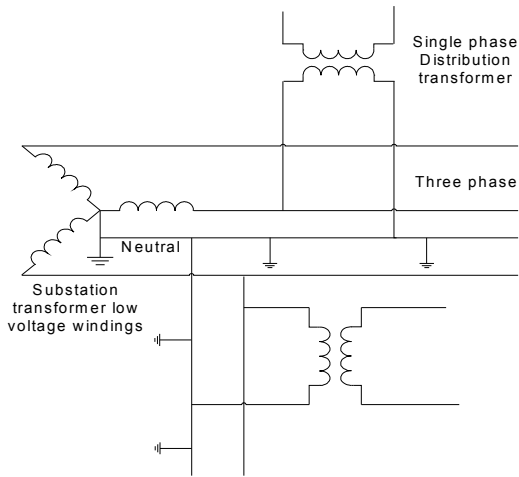 Single phase
Distribution
transformer
Three phase
Neutral
Substation
transformer low
voltage windings